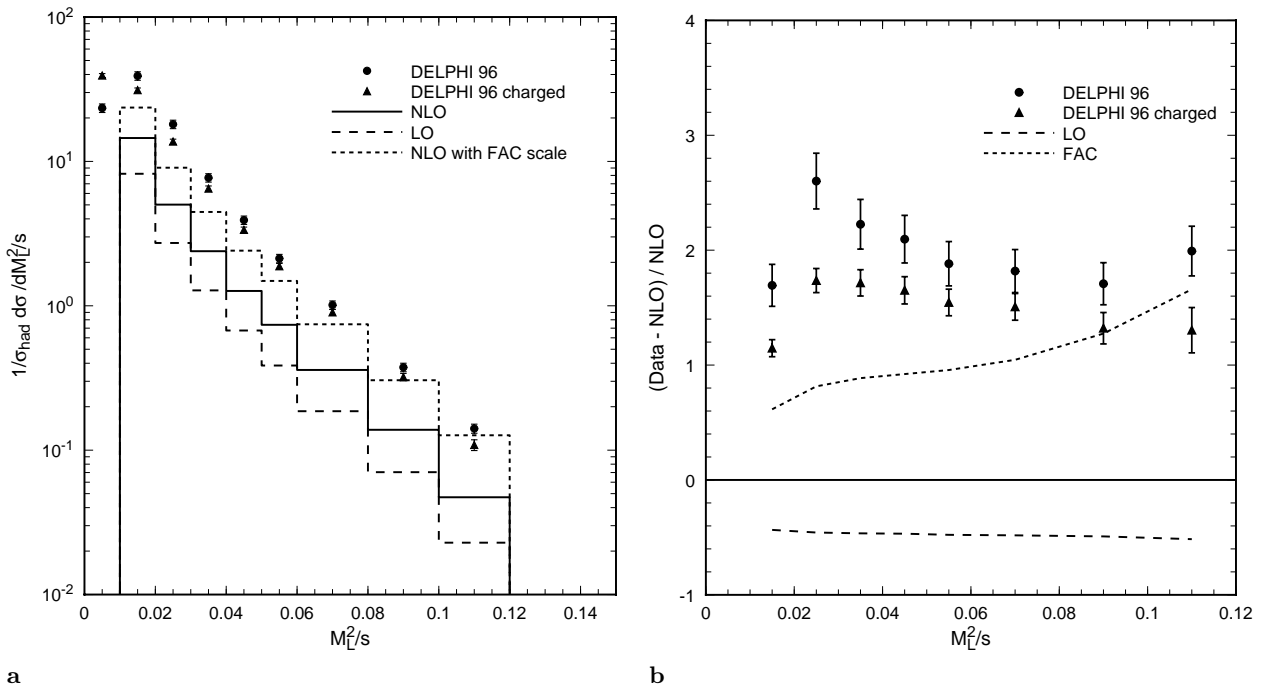 10^2
10^1
10^0
10^-1
10^-2
1/σ_had dσ/dM_L^2/s
DELPHI 96
DELPHI 96 charged
NLO
LO
NLO with FAC scale
0 0.02 0.04 0.06 0.08 0.1 0.12 0.15
M_L^2/s
a
4
3
2
1
0
-1
(Data - NLO) / NLO
DELPHI 96
DELPHI 96 charged
LO
FAC
0 0.02 0.04 0.06 0.08 0.1 0.12
M_L^2/s
b